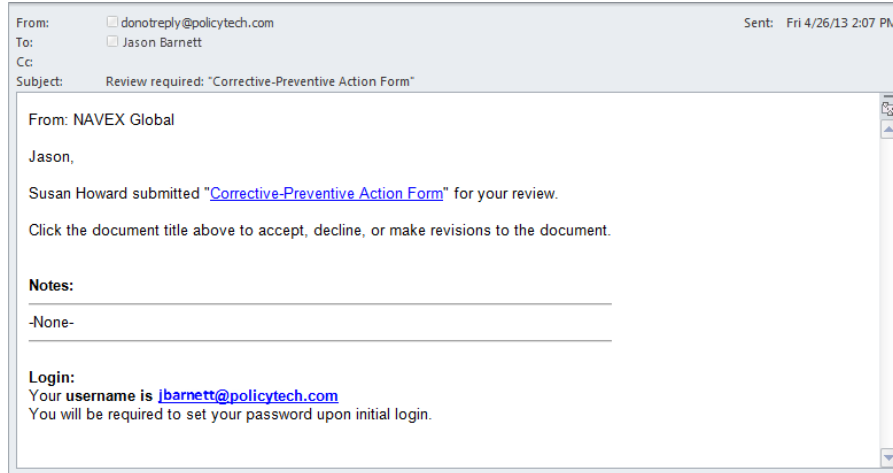 From: donotreply@policytech.com Sent: Fri 4/26/13 2:07 PM
To: Jason Barnett
Cc:
Subject: Review required: "Corrective-Preventive Action Form"
From: NAVEX Global
Jason,
Susan Howard submitted "Corrective-Preventive Action Form" for your review.
Click the document title above to accept, decline, or make revisions to the document.
Notes:
-None-
Login:
Your username is jbarnett@policytech.com
You will be required to set your password upon initial login.